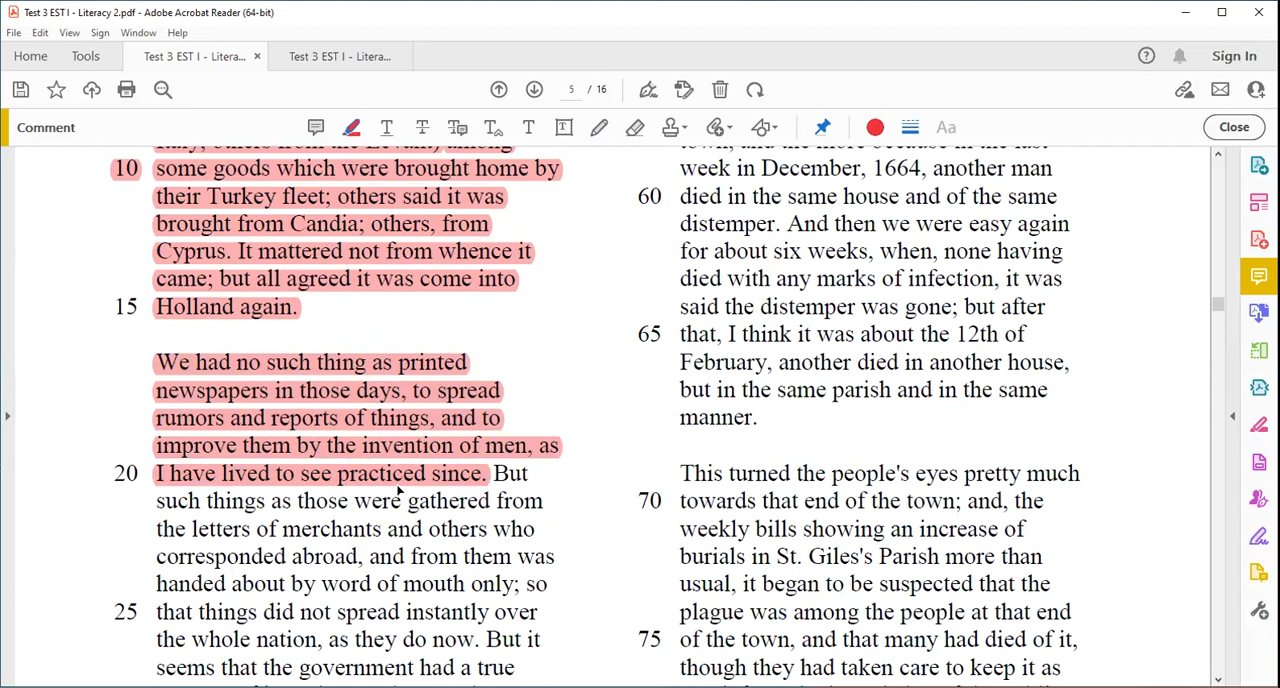 Test 3 EST I - Literacy 2.pdf - Adobe Acrobat Reader (64-bit)
File Edit View Sign Window Help
Home Tools Test 3 EST I - Litera... × Test 3 EST I - Litera... Sign In
5 / 16
Comment Aa Close
10 some goods which were brought home by
their Turkey fleet; others said it was
brought from Candia; others, from
Cyprus. It mattered not from whence it
came; but all agreed it was come into
15 Holland again.
We had no such thing as printed
newspapers in those days, to spread
rumors and reports of things, and to
improve them by the invention of men, as
20 I have lived to see practiced since. But
such things as those were gathered from
the letters of merchants and others who
corresponded abroad, and from them was
handed about by word of mouth only; so
25 that things did not spread instantly over
the whole nation, as they do now. But it
seems that the government had a true
week in December, 1664, another man
60 died in the same house and of the same
distemper. And then we were easy again
for about six weeks, when, none having
died with any marks of infection, it was
said the distemper was gone; but after
65 that, I think it was about the 12th of
February, another died in another house,
but in the same parish and in the same
manner.
This turned the people's eyes pretty much
70 towards that end of the town; and, the
weekly bills showing an increase of
burials in St. Giles's Parish more than
usual, it began to be suspected that the
plague was among the people at that end
75 of the town, and that many had died of it,
though they had taken care to keep it as